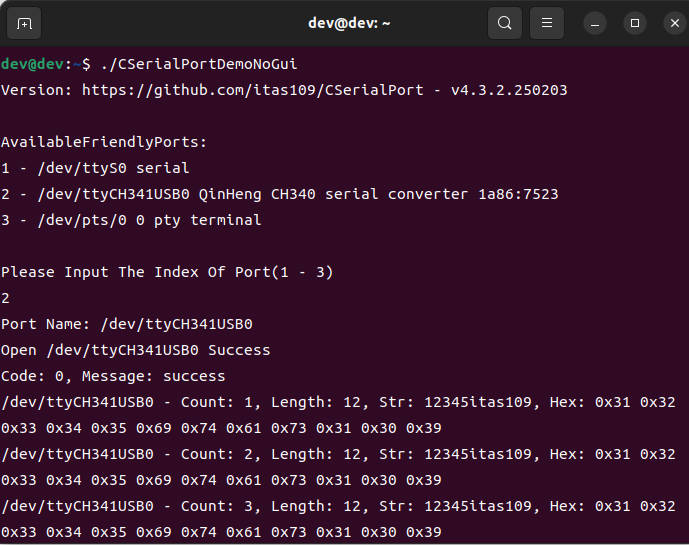 dev@dev: ~
dev@dev:~$ ./CSerialPortDemoNoGui
Version: https://github.com/itas109/CSerialPort - v4.3.2.250203
AvailableFriendlyPorts:
1 - /dev/ttyS0 serial
2 - /dev/ttyCH341USB0 QinHeng CH340 serial converter 1a86:7523
3 - /dev/pts/0 0 pty terminal
Please Input The Index Of Port(1 - 3)
2
Port Name: /dev/ttyCH341USB0
Open /dev/ttyCH341USB0 Success
Code: 0, Message: success
/dev/ttyCH341USB0 - Count: 1, Length: 12, Str: 12345itas109, Hex: 0x31 0x32
0x33 0x34 0x35 0x69 0x74 0x61 0x73 0x31 0x30 0x39
/dev/ttyCH341USB0 - Count: 2, Length: 12, Str: 12345itas109, Hex: 0x31 0x32
0x33 0x34 0x35 0x69 0x74 0x61 0x73 0x31 0x30 0x39
/dev/ttyCH341USB0 - Count: 3, Length: 12, Str: 12345itas109, Hex: 0x31 0x32
0x33 0x34 0x35 0x69 0x74 0x61 0x73 0x31 0x30 0x39